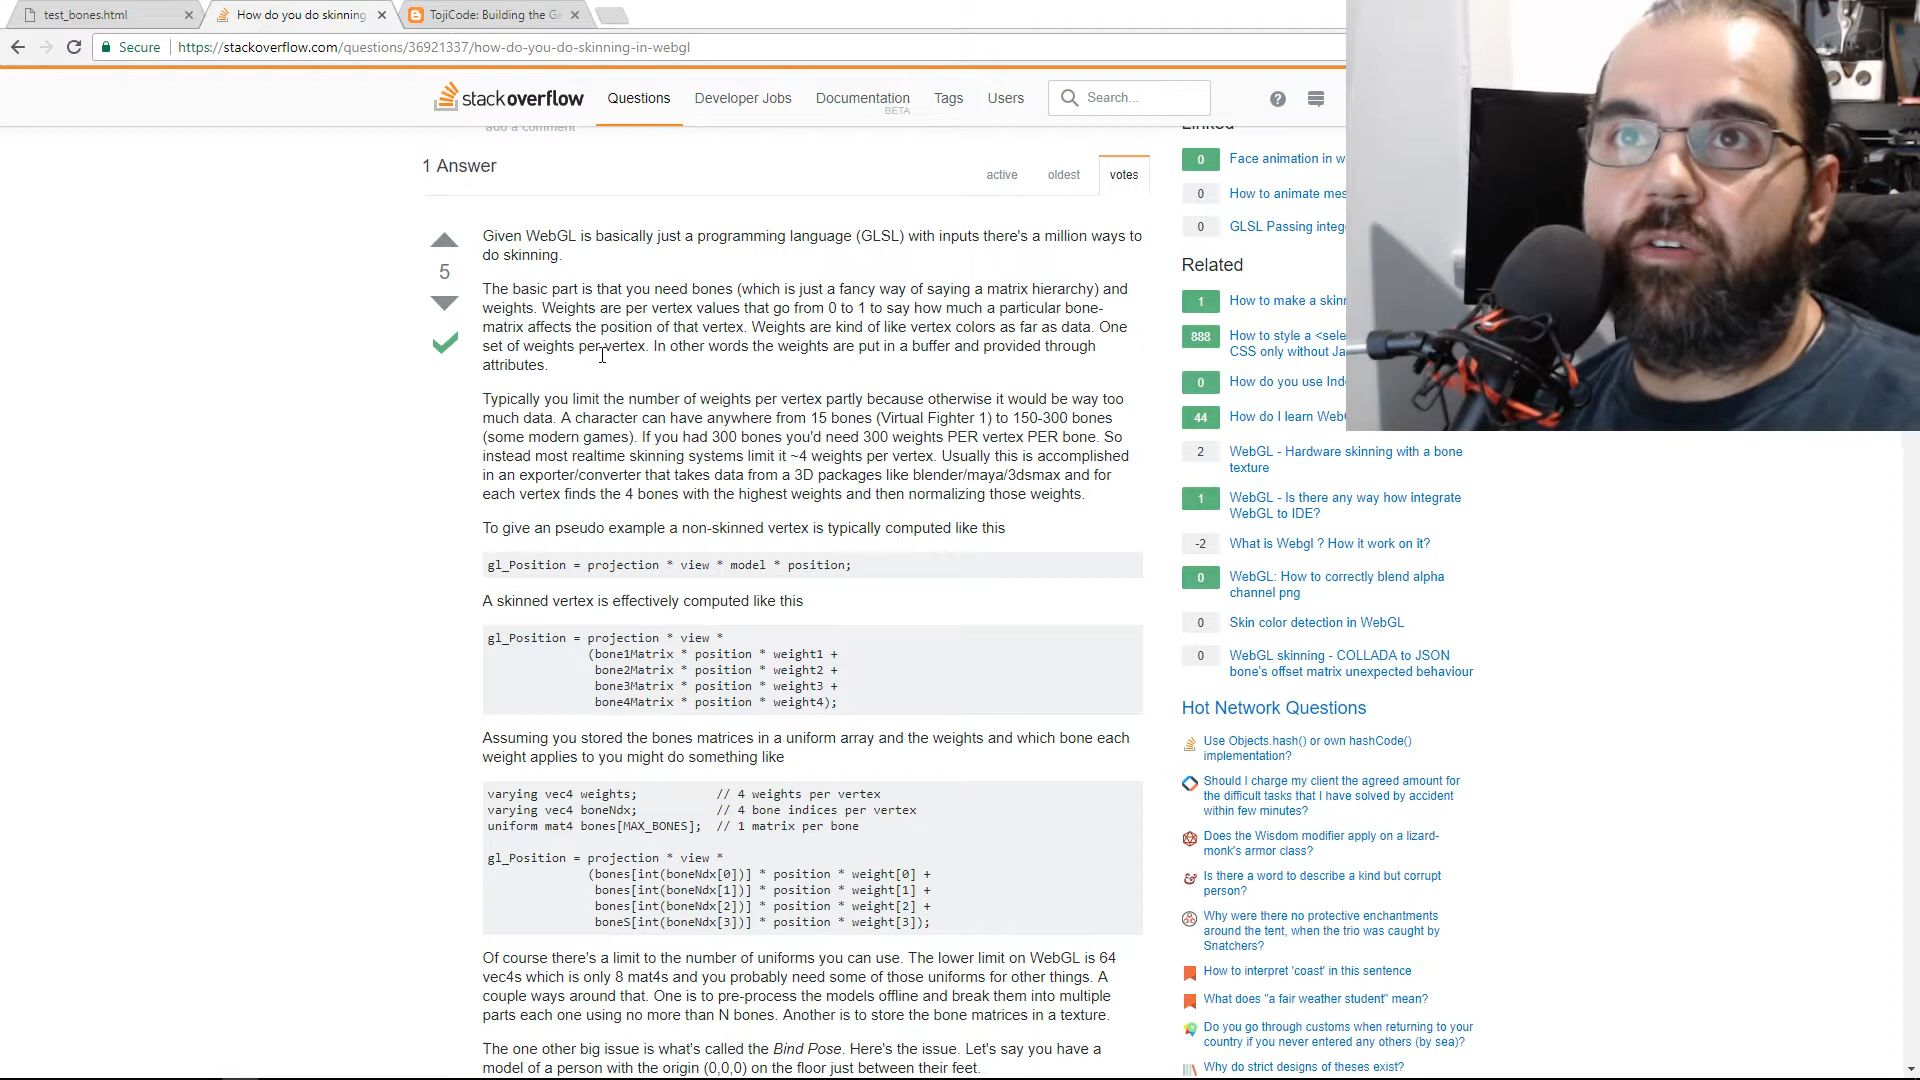 test_bones.html
How do you do skinning
TojiCode: Building the Ga
Secure
https://stackoverflow.com/questions/36921337/how-do-you-do-skinning-in-webgl
stackoverflow
Questions
Developer Jobs
Documentation
BETA
Tags
Users
Search...
add a comment
1 Answer
active
oldest
votes
5
Given WebGL is basically just a programming language (GLSL) with inputs there's a million ways to
do skinning.
The basic part is that you need bones (which is just a fancy way of saying a matrix hierarchy) and
weights. Weights are per vertex values that go from 0 to 1 to say how much a particular bone-
matrix affects the position of that vertex. Weights are kind of like vertex colors as far as data. One
set of weights per vertex. In other words the weights are put in a buffer and provided through
attributes.
Typically you limit the number of weights per vertex partly because otherwise it would be way too
much data. A character can have anywhere from 15 bones (Virtual Fighter 1) to 150-300 bones
(some modern games). If you had 300 bones you'd need 300 weights PER vertex PER bone. So
instead most realtime skinning systems limit it ~4 weights per vertex. Usually this is accomplished
in an exporter/converter that takes data from a 3D packages like blender/maya/3dsmax and for
each vertex finds the 4 bones with the highest weights and then normalizing those weights.
To give an pseudo example a non-skinned vertex is typically computed like this
gl_Position = projection * view * model * position;
A skinned vertex is effectively computed like this
gl_Position = projection * view *
(bone1Matrix * position * weight1 +
bone2Matrix * position * weight2 +
bone3Matrix * position * weight3 +
bone4Matrix * position * weight4);
Assuming you stored the bones matrices in a uniform array and the weights and which bone each
weight applies to you might do something like
varying vec4 weights; // 4 weights per vertex
varying vec4 boneNdx; // 4 bone indices per vertex
uniform mat4 bones[MAX_BONES]; // 1 matrix per bone
gl_Position = projection * view *
(bones[int(boneNdx[0])] * position * weight[0] +
bones[int(boneNdx[1])] * position * weight[1] +
bones[int(boneNdx[2])] * position * weight[2] +
boneS[int(boneNdx[3])] * position * weight[3]);
Of course there's a limit to the number of uniforms you can use. The lower limit on WebGL is 64
vec4s which is only 8 mat4s and you probably need some of those uniforms for other things. A
couple ways around that. One is to pre-process the models offline and break them into multiple
parts each one using no more than N bones. Another is to store the bone matrices in a texture.
The one other big issue is what's called the Bind Pose. Here's the issue. Let's say you have a
model of a person with the origin (0,0,0) on the floor just between their feet.
Linked
0 Face animation in w
0 How to animate mes
0 GLSL Passing integ
Related
1 How to make a skinn
888 How to style a <sele
CSS only without Ja
0 How do you use Inde
44 How do I learn WebG
2 WebGL - Hardware skinning with a bone
texture
1 WebGL - Is there any way how integrate
WebGL to IDE?
-2 What is Webgl ? How it work on it?
0 WebGL: How to correctly blend alpha
channel png
0 Skin color detection in WebGL
0 WebGL skinning - COLLADA to JSON
bone's offset matrix unexpected behaviour
Hot Network Questions
Use Objects.hash() or own hashCode()
implementation?
Should I charge my client the agreed amount for
the difficult tasks that I have solved by accident
within few minutes?
Does the Wisdom modifier apply on a lizard-
monk's armor class?
Is there a word to describe a kind but corrupt
person?
Why were there no protective enchantments
around the tent, when the trio was caught by
Snatchers?
How to interpret 'coast' in this sentence
What does "a fair weather student" mean?
Do you go through customs when returning to your
country if you never entered any others (by sea)?
Why do strict designs of theses exist?